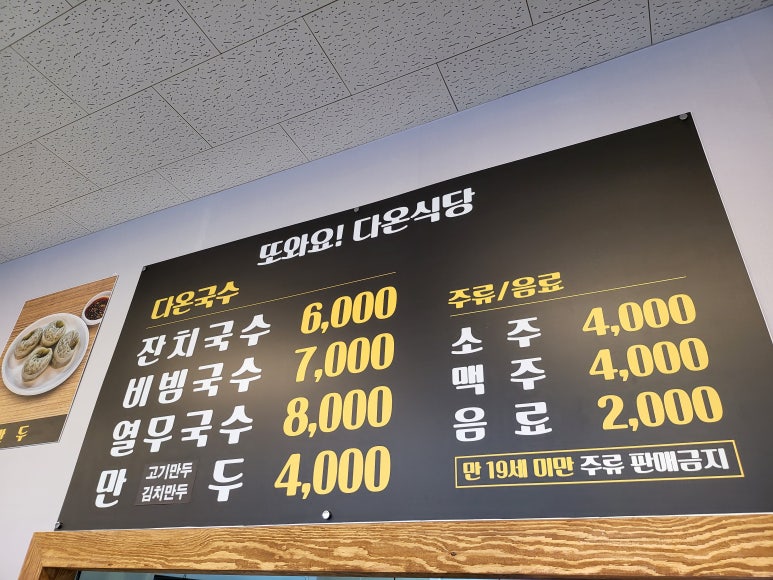 또와요! 다온식당
다온국수
잔치국수 6,000
비빔국수 7,000
열무국수 8,000
만 고기만두 김치만두 두 4,000
주류/음료
소 주 4,000
맥 주 4,000
음 료 2,000
만 19세 미만 주류 판매금지
만 두